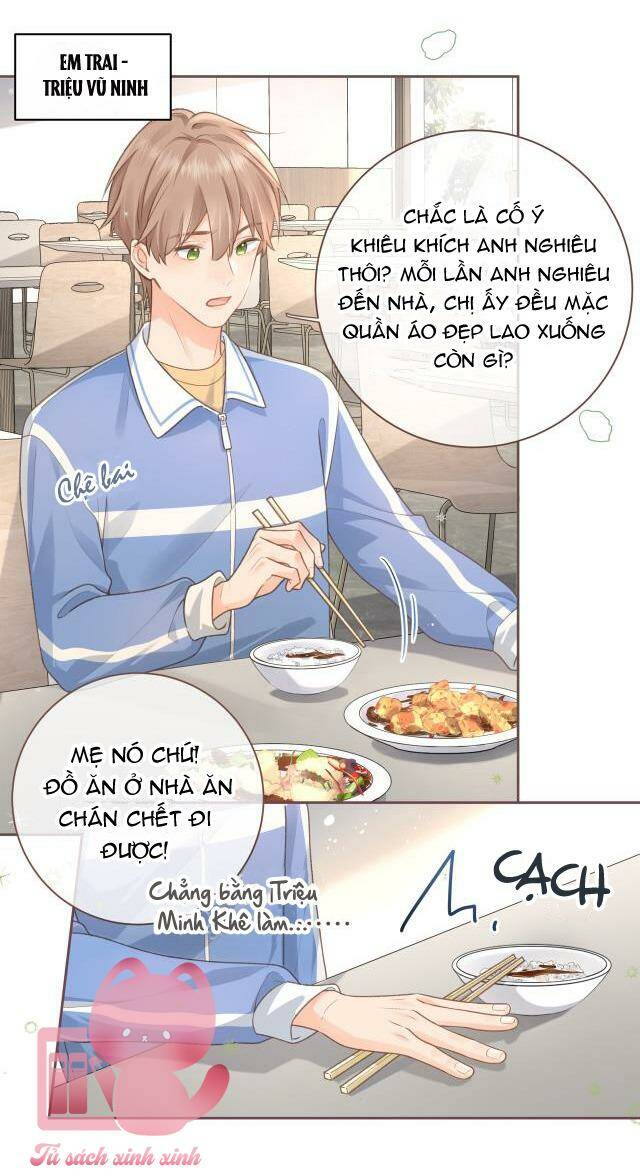 EM TRAI -
TRIỆU VŨ NINH
CHẮC LÀ CỐ Ý
KHIÊU KHÍCH ANH NGHIÊU
THÔI? MỖI LẦN ANH NGHIÊU
ĐẾN NHÀ, CHỊ ẤY ĐỀU MẶC
QUẦN ÁO ĐẸP LAO XUỐNG
CÒN GÌ?
Chê bai
MẸ NÓ CHỨ!
ĐỒ ĂN Ở NHÀ ĂN
CHÁN CHẾT ĐI
ĐƯỢC!
Chẳng bằng Triệu
Minh Khê làm.......
CẠCH
Tủ sách xinh xinh